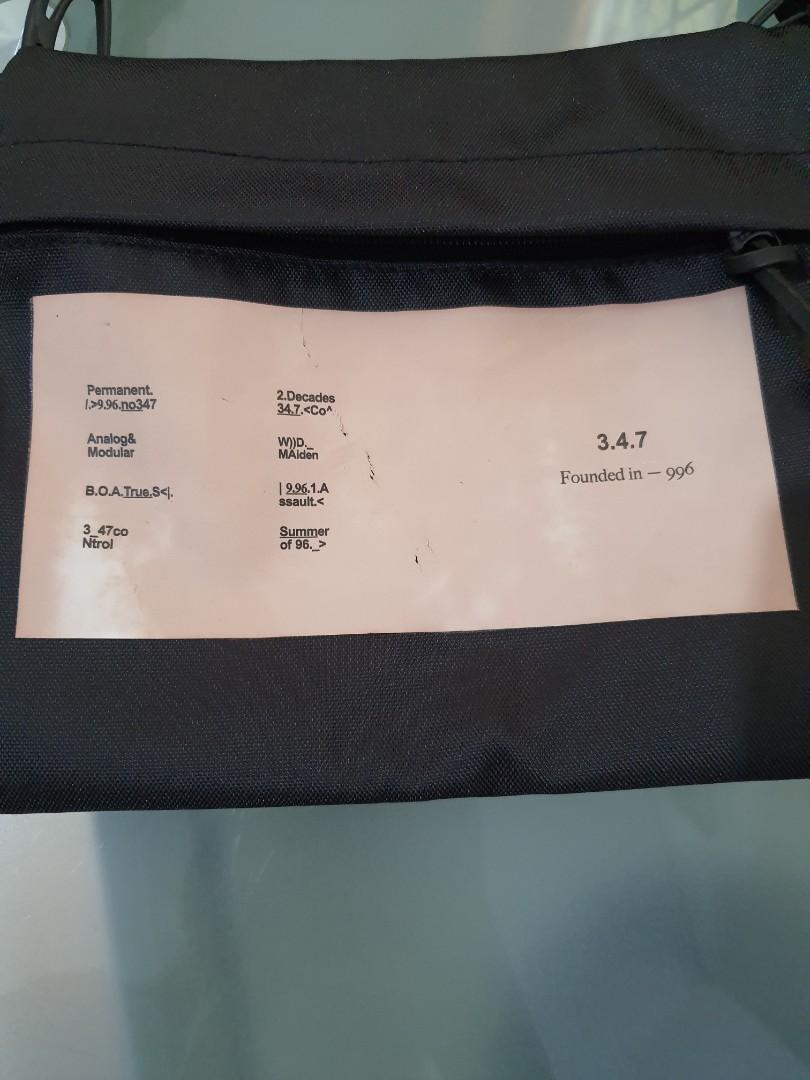 Permanent.
/.>9.96.no347
Analog&
Modular
B.O.A.True.S<|.
3_47co
Ntrol
2.Decades
34.7.<Co^
W))D._
MAiden
| 9.96.1.A
ssault.<
Summer
of 96._>
3.4.7
Founded in — 996